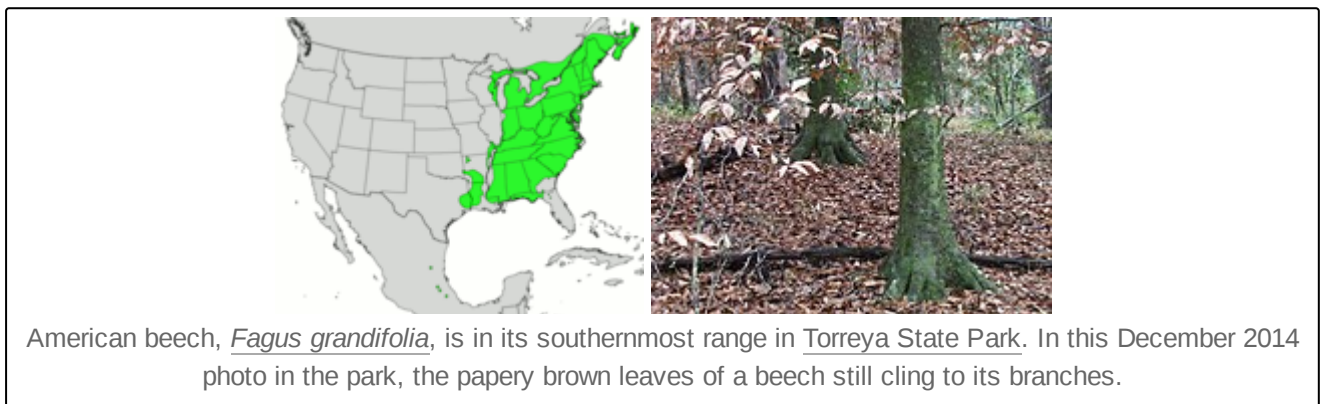 American beech, Fagus grandifolia, is in its southernmost range in Torreya State Park. In this December 2014
photo in the park, the papery brown leaves of a beech still cling to its branches.